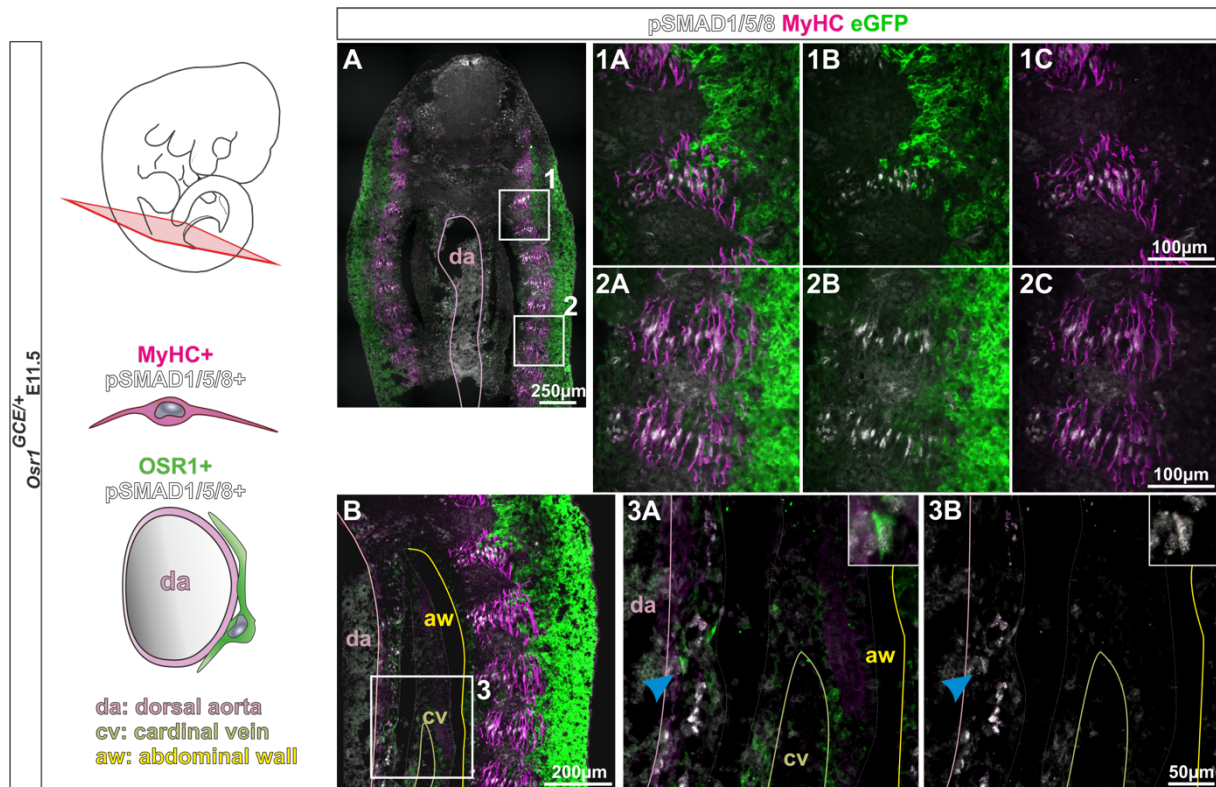 pSMAD1/5/8 MyHC eGFP
Osr1GCE/+ E11.5
MyHC+
pSMAD1/5/8+
OSR1+
pSMAD1/5/8+
da
da: dorsal aorta
cv: cardinal vein
aw: abdominal wall
A
1
da
2
250µm
1A
1B
1C
100µm
2A
2B
2C
100µm
B
aw
da
3
cv
200µm
3A
da
aw
cv
3B
50µm